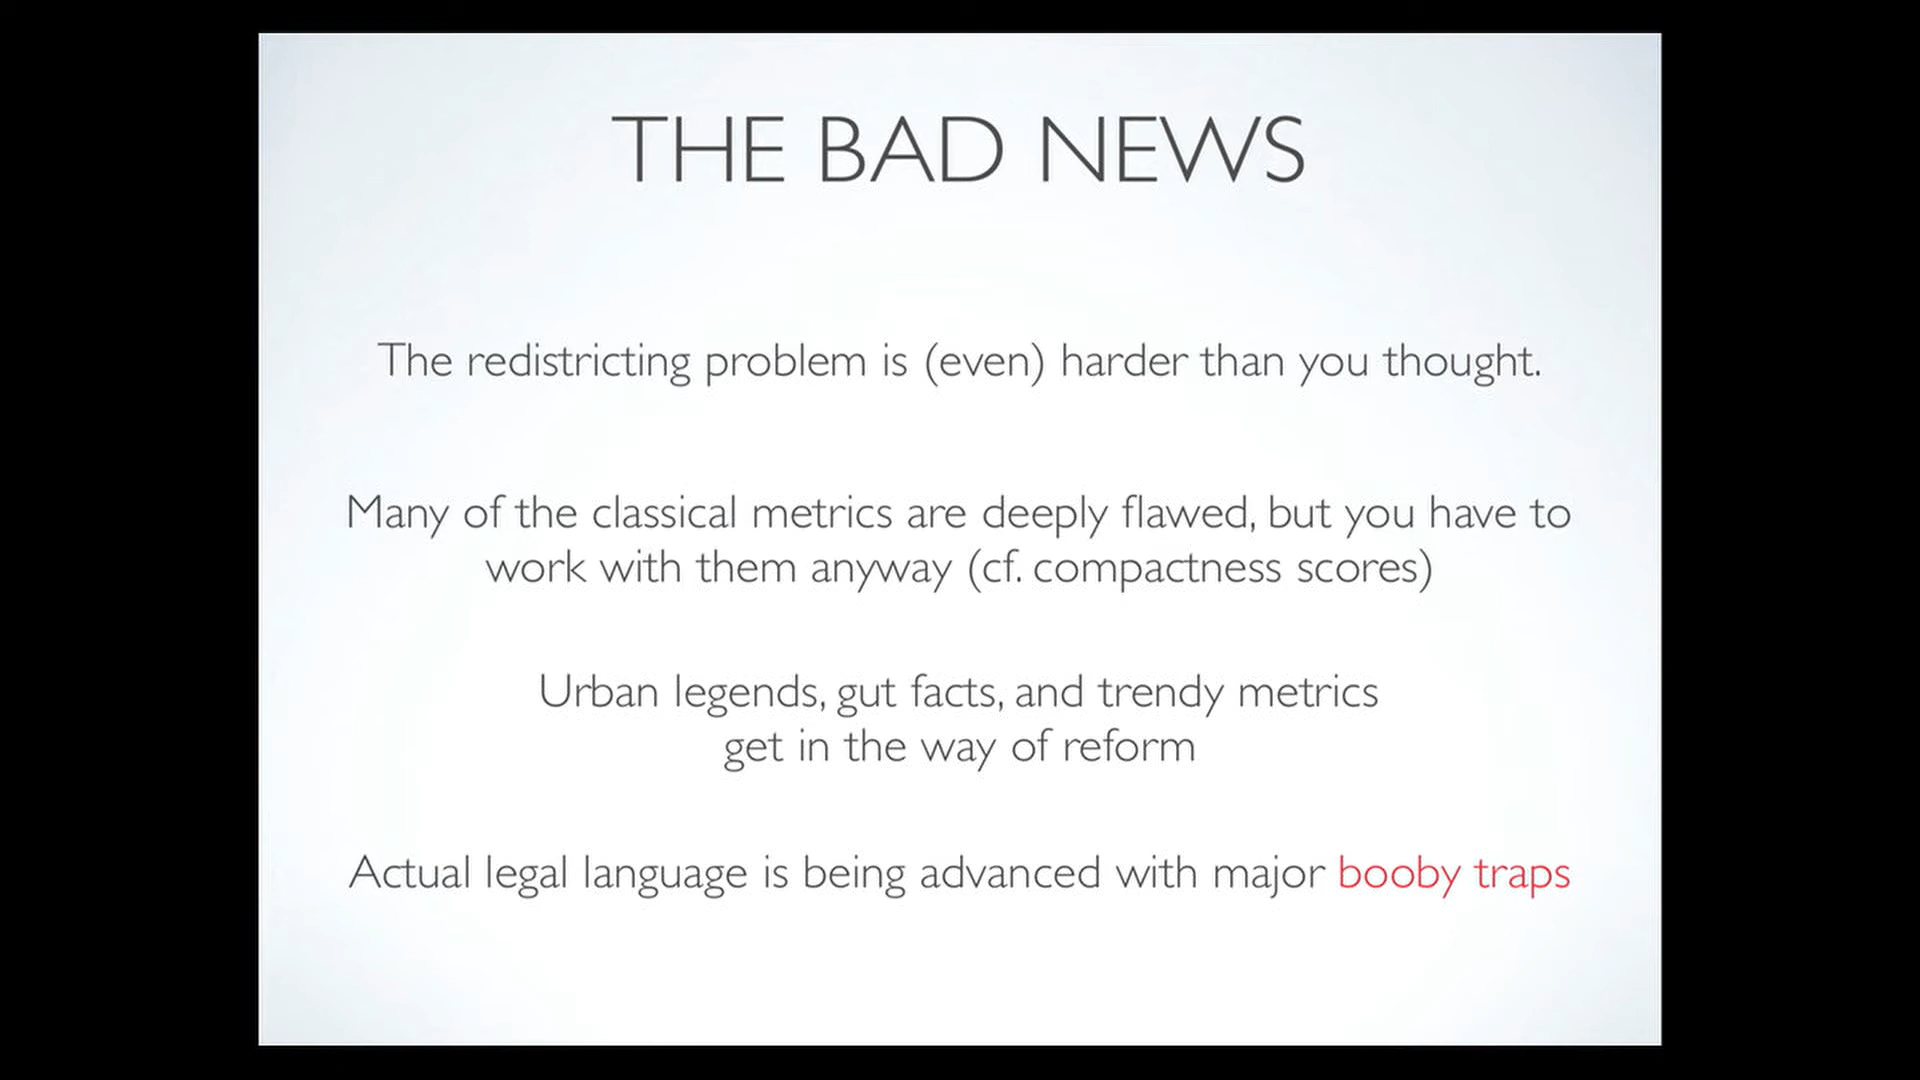 THE BAD NEWS
The redistricting problem is (even) harder than you thought.
Many of the classical metrics are deeply flawed, but you have to
work with them anyway (cf. compactness scores)
Urban legends, gut facts, and trendy metrics
get in the way of reform
Actual legal language is being advanced with major booby traps